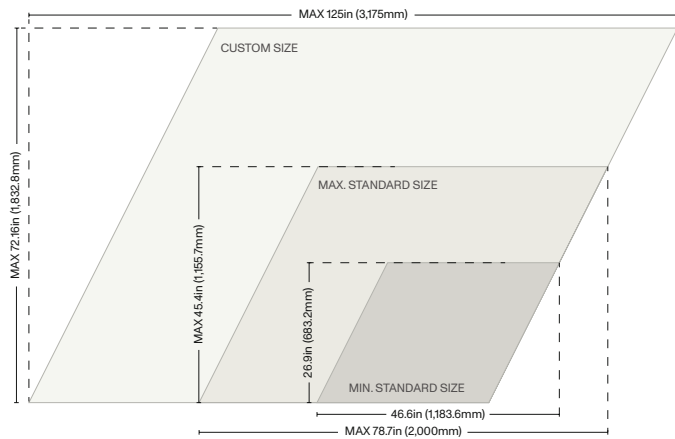 MAX 125in (3,175mm)
CUSTOM SIZE
MAX 72.16in (1,832.8mm)
MAX. STANDARD SIZE
MAX 45.4in (1,155.7mm)
26.9in (683.2mm)
MIN. STANDARD SIZE
46.6in (1,183.6mm)
MAX 78.7in (2,000mm)